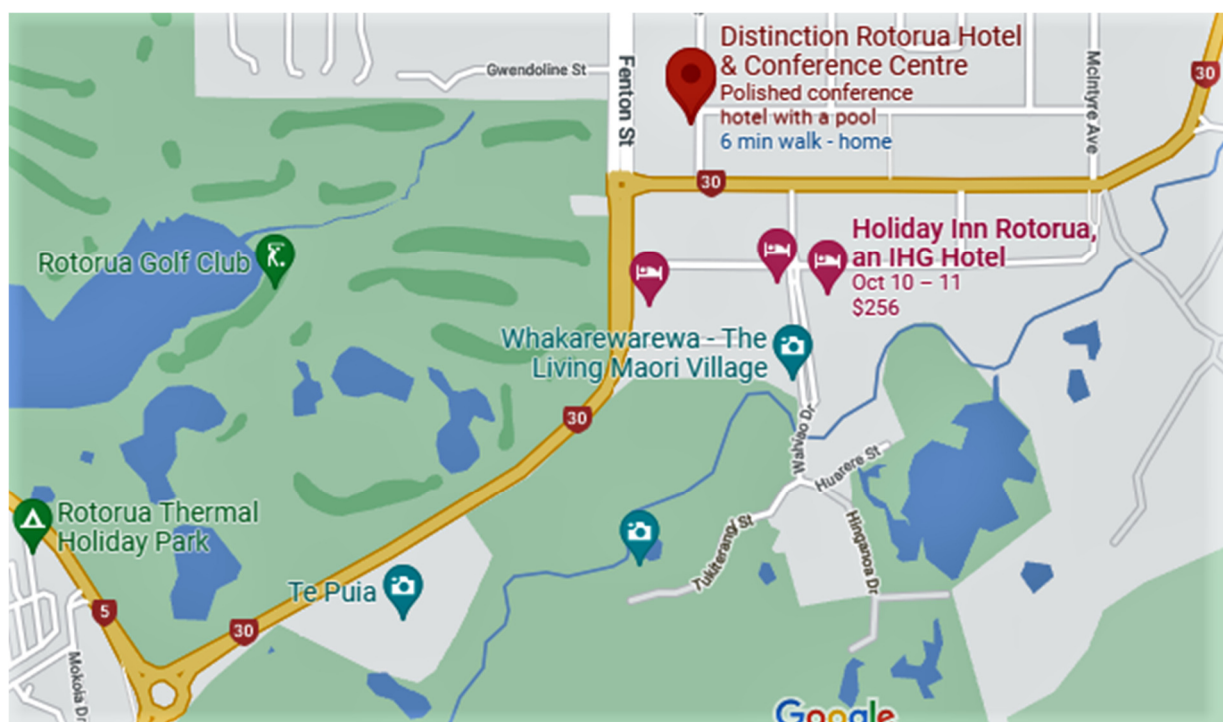 Distinction Rotorua Hotel
& Conference Centre
Polished conference
hotel with a pool
6 min walk - home
Gwendoline St
Fenton St
McIntyre Ave
30
30
Holiday Inn Rotorua,
an IHG Hotel
Oct 10 – 11
$256
Rotorua Golf Club
Whakarewarewa - The
Living Maori Village
30
Wahiao Dr
Huarere St
Rotorua Thermal
Holiday Park
Tukiterangi St
Hinganoa Dr
Te Puia
5
30
Mokoia Dr
Google